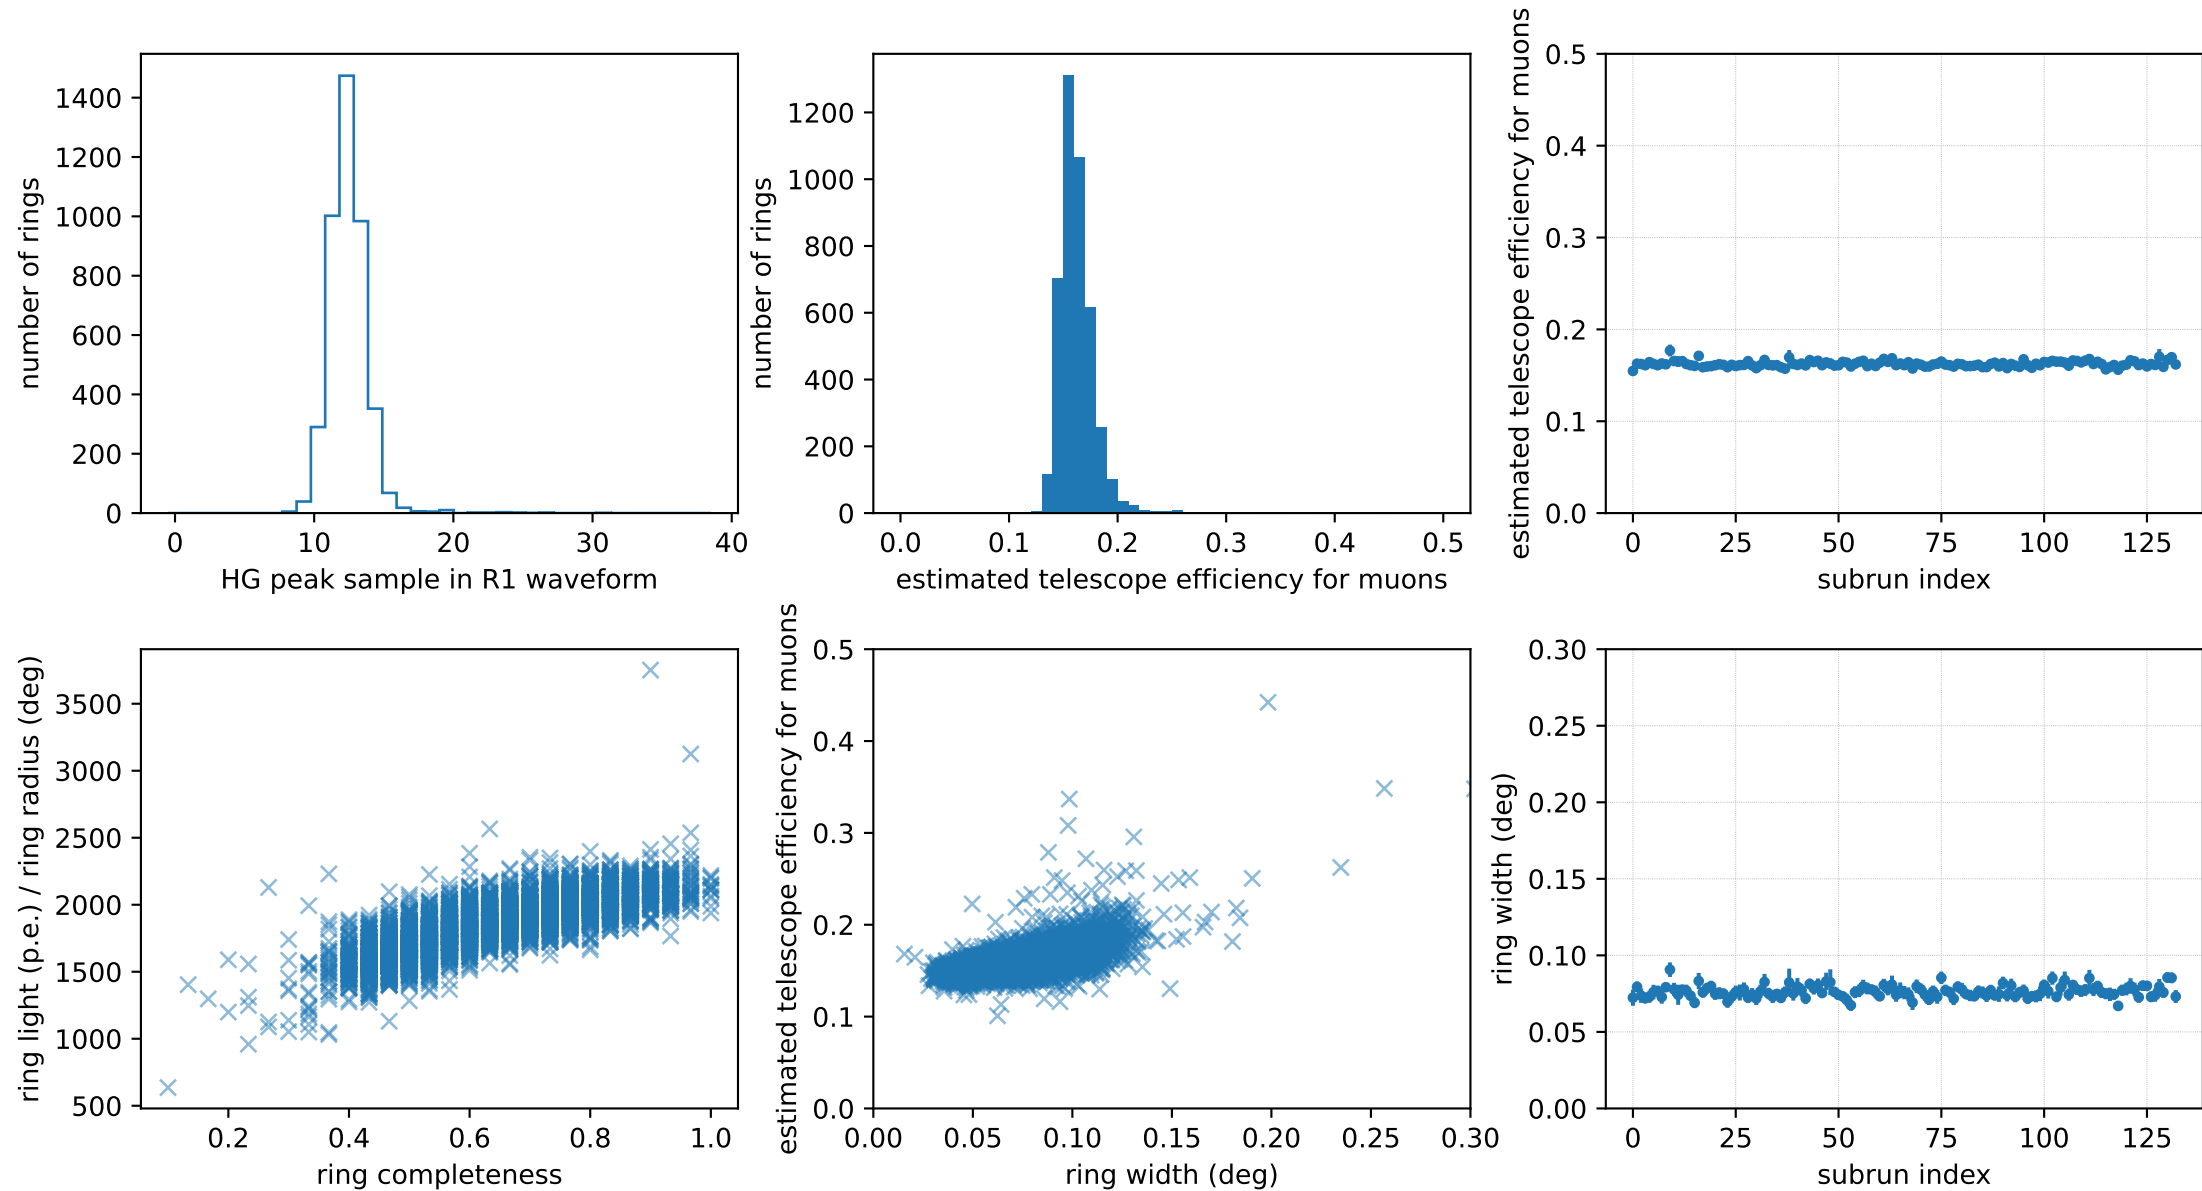 number of rings
1400
1200
1000
800
600
400
200
0
0 10 20 30 40
HG peak sample in R1 waveform
number of rings
1200
1000
800
600
400
200
0
0.0 0.1 0.2 0.3 0.4 0.5
estimated telescope efficiency for muons
estimated telescope efficiency for muons
0.5
0.4
0.3
0.2
0.1
0.0
0 25 50 75 100 125
subrun index
ring light (p.e.) / ring radius (deg)
3500
3000
2500
2000
1500
1000
500
0.2 0.4 0.6 0.8 1.0
ring completeness
estimated telescope efficiency for muons
0.5
0.4
0.3
0.2
0.1
0.0
0.00 0.05 0.10 0.15 0.20 0.25 0.30
ring width (deg)
ring width (deg)
0.30
0.25
0.20
0.15
0.10
0.05
0.00
0 25 50 75 100 125
subrun index